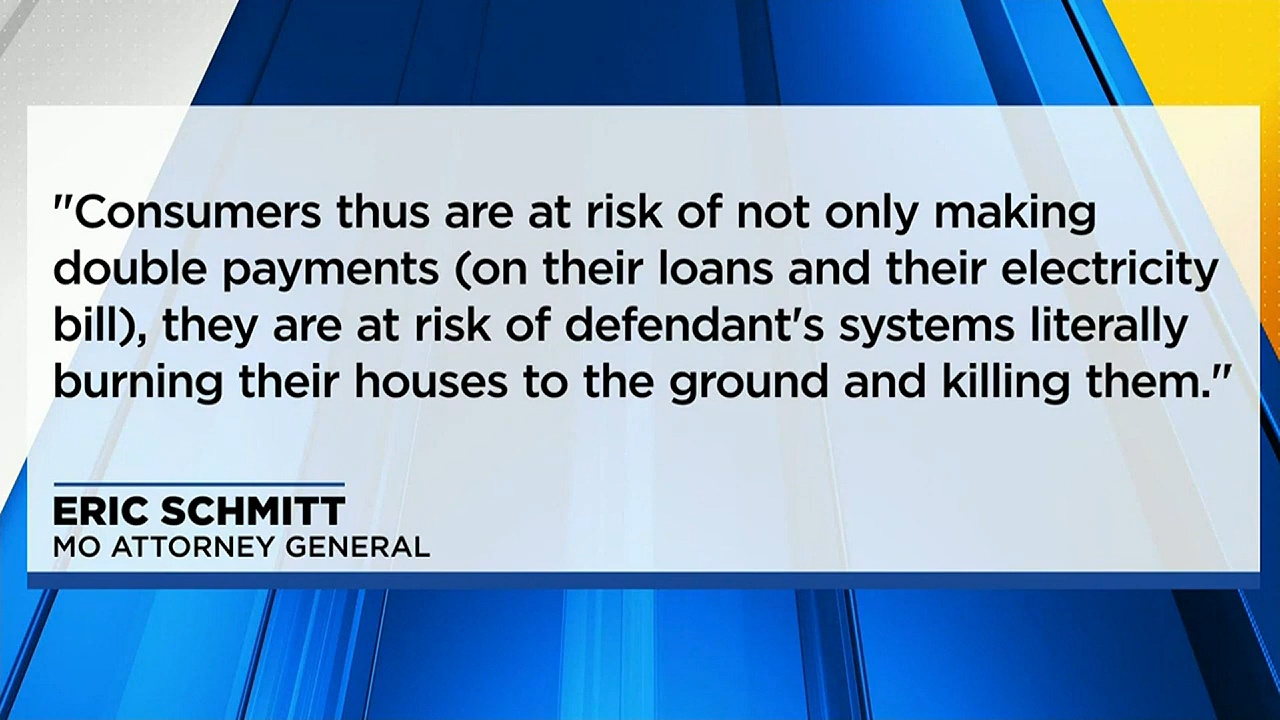 "Consumers thus are at risk of not only making
double payments (on their loans and their electricity
bill), they are at risk of defendant's systems literally
burning their houses to the ground and killing them."
ERIC SCHMITT
MO ATTORNEY GENERAL